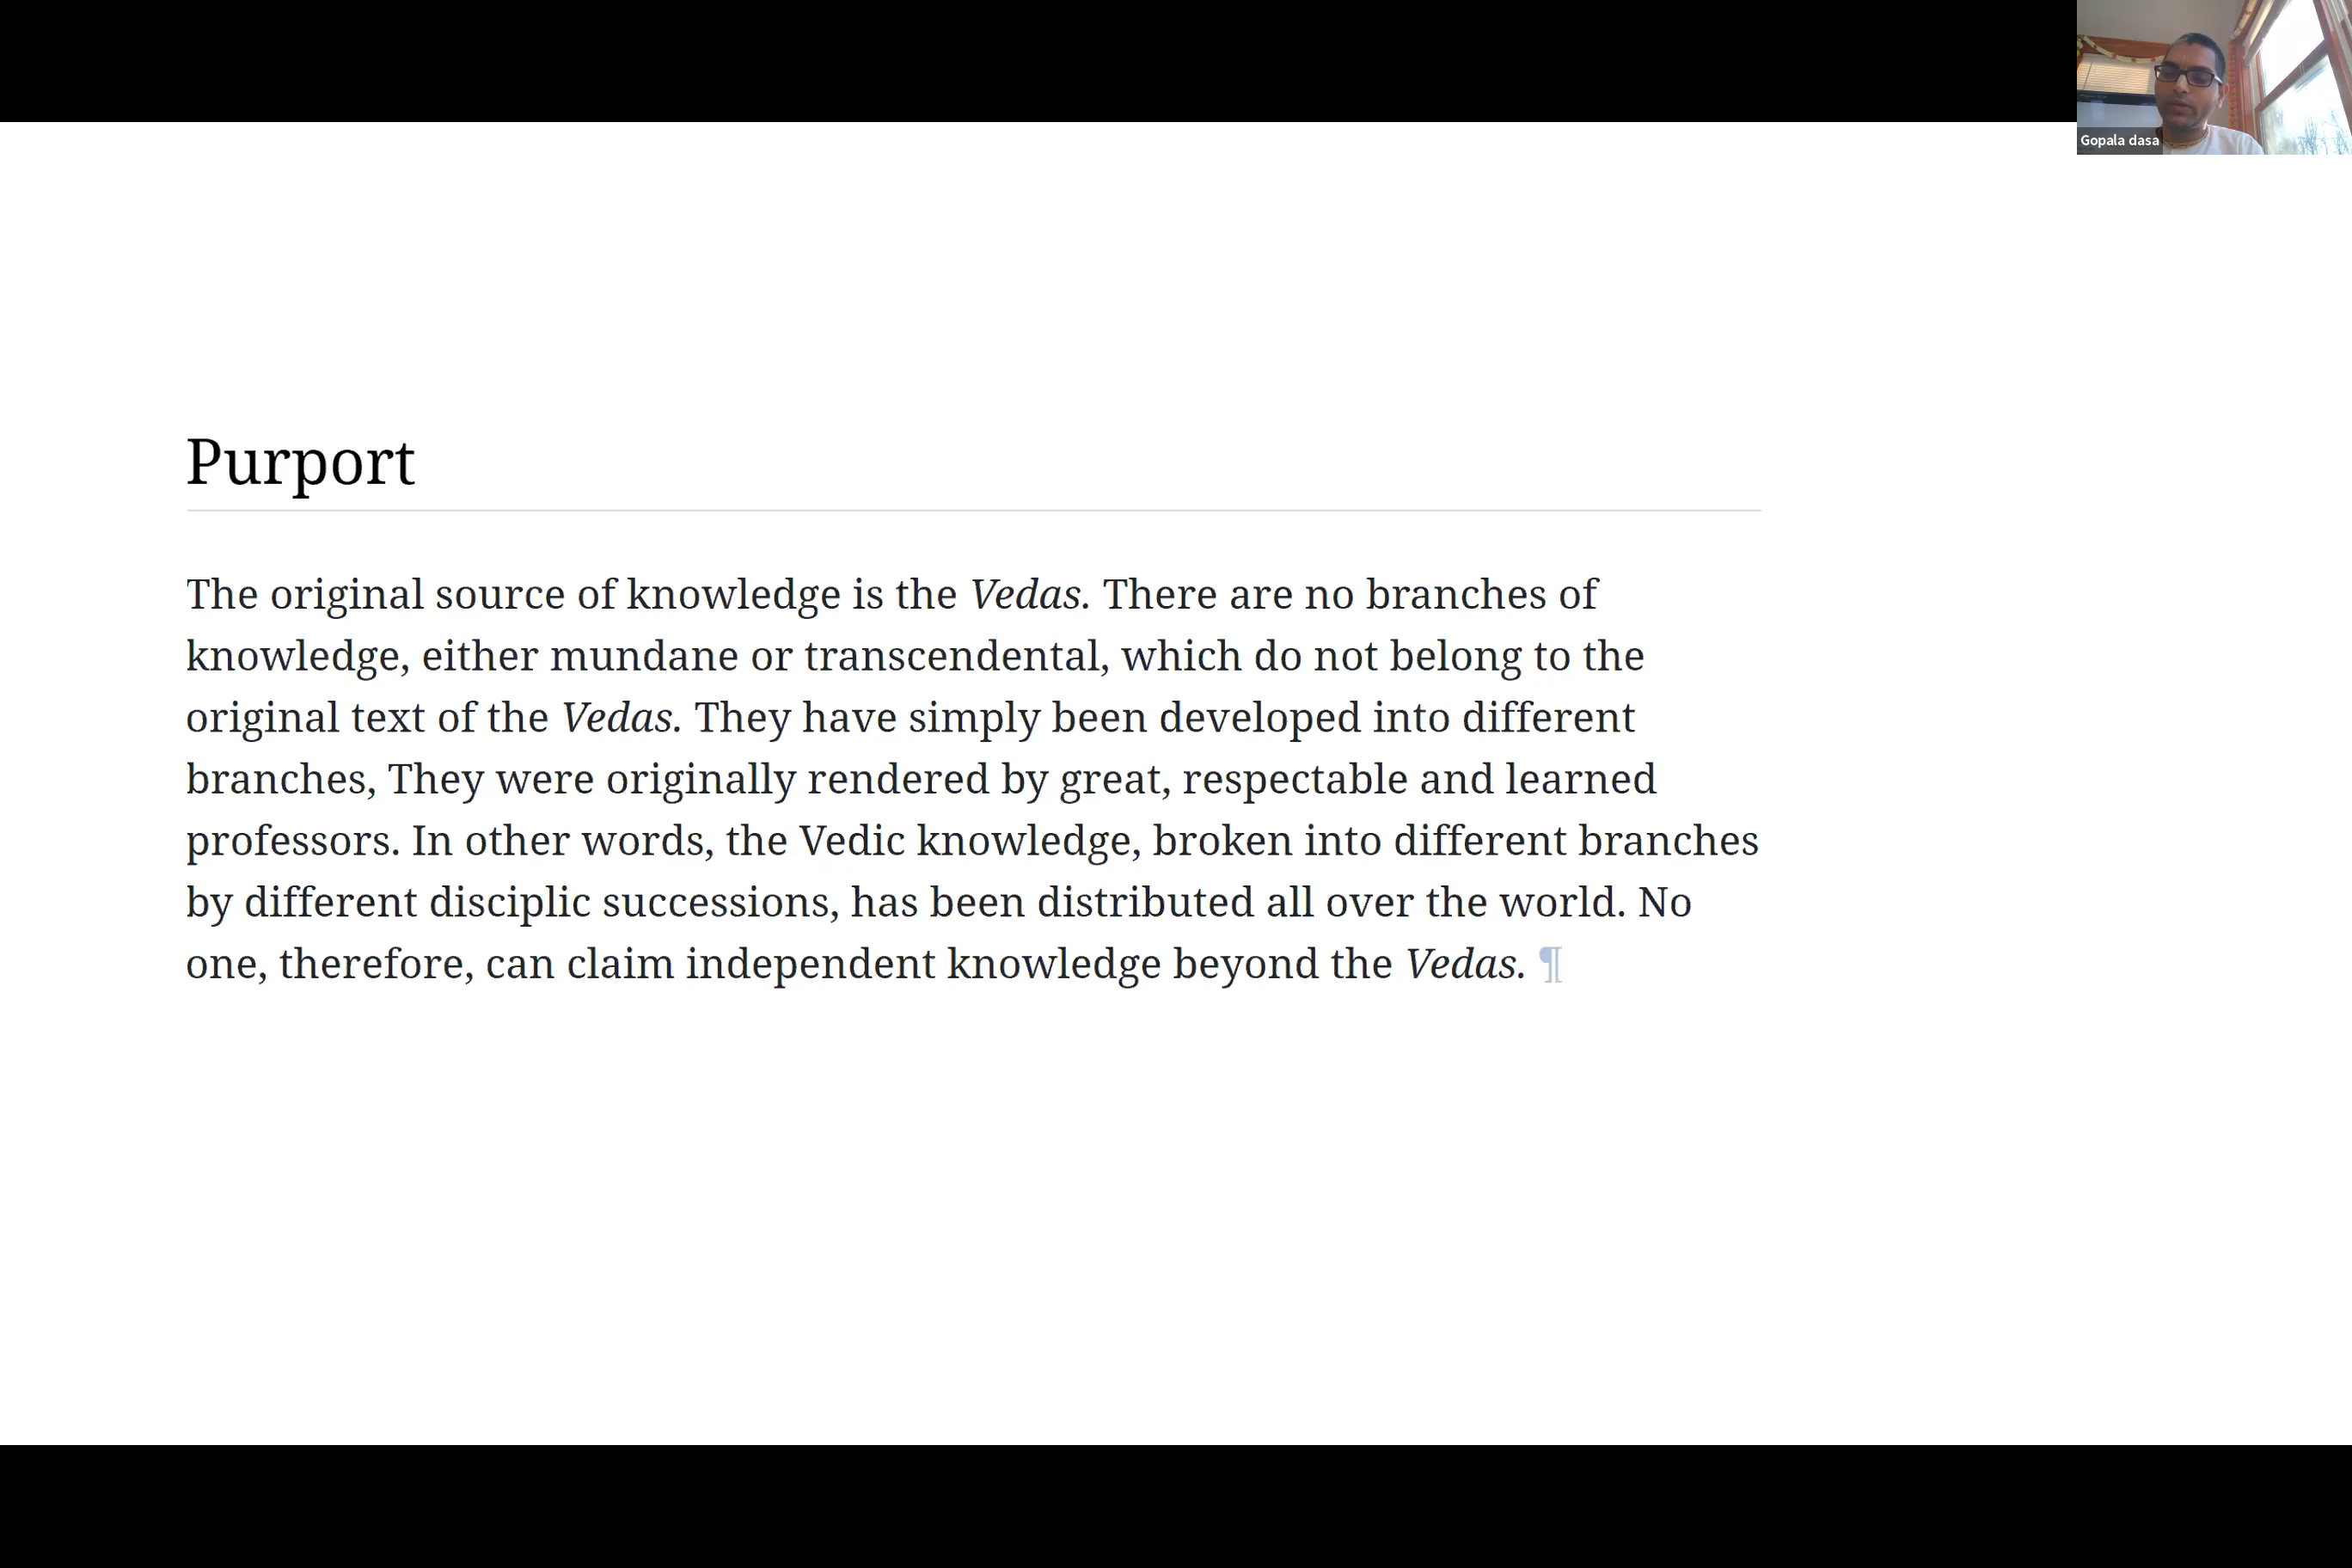 Gopala dasa
Purport
The original source of knowledge is the Vedas. There are no branches of
knowledge, either mundane or transcendental, which do not belong to the
original text of the Vedas. They have simply been developed into different
branches, They were originally rendered by great, respectable and learned
professors. In other words, the Vedic knowledge, broken into different branches
by different disciplic successions, has been distributed all over the world. No
one, therefore, can claim independent knowledge beyond the Vedas. ¶